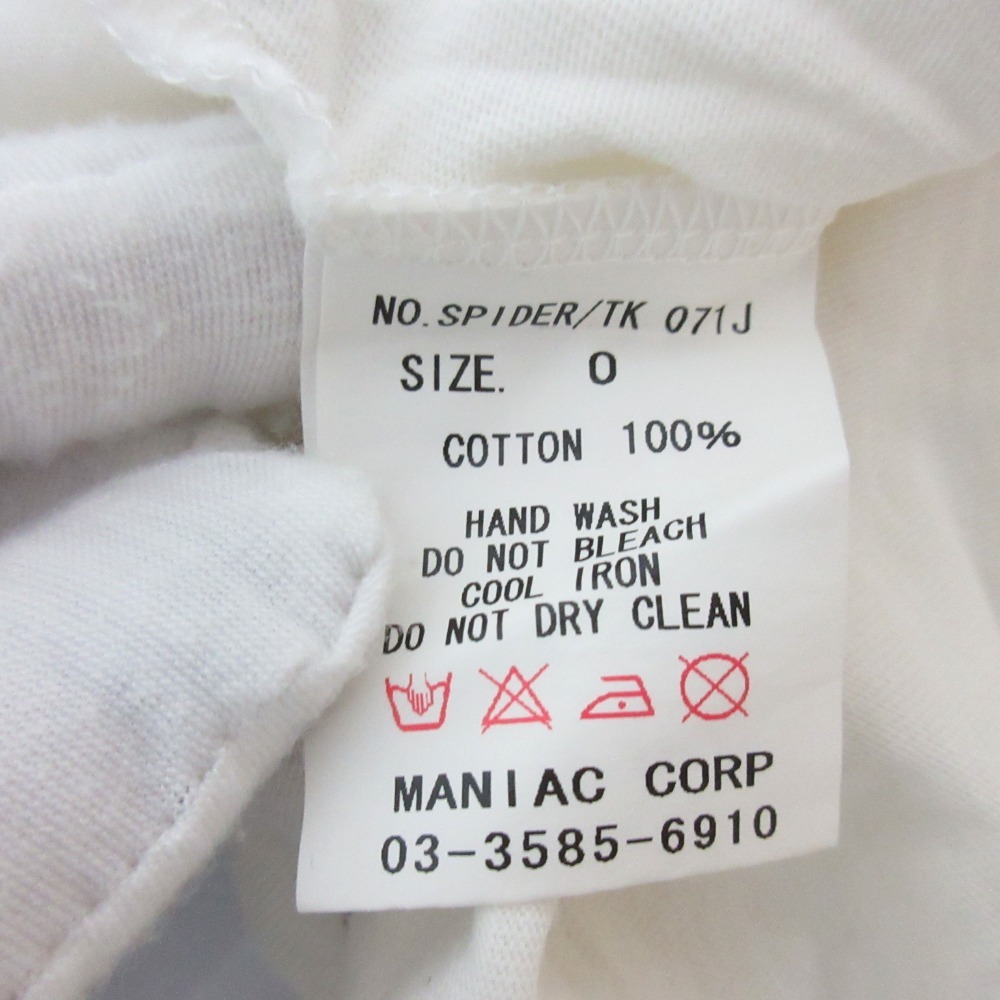 NO.SPIDER/TK 071J
SIZE. 0
COTTON 100%
HAND WASH
DO NOT BLEACH
COOL IRON
DO NOT DRY CLEAN
MANIAC CORP
03-3585-6910